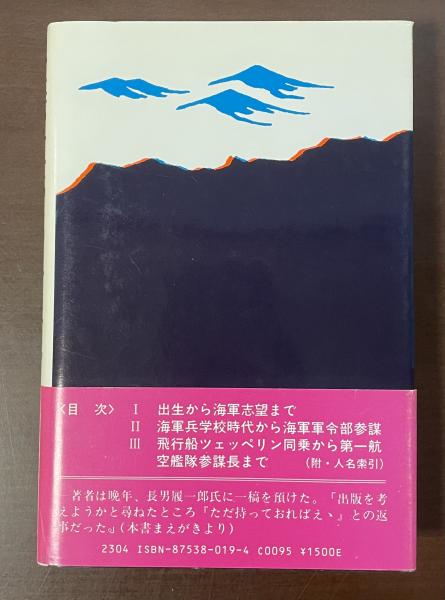 〈目　次〉 Ⅰ 出生から海軍志望まで
Ⅱ 海軍兵学校時代から海軍軍令部参謀
Ⅲ 飛行船ツェッペリン同乗から第一航
空艦隊参謀長まで （附・人名索引）
―著者は晩年、長男履一郎氏に一稿を預けた。「出版を考
えようかと尋ねたところ『ただ持っておればえゝ』との返
事だった。」(本書まえがきより)
2304 ISBN-87538-019-4 C0095 ¥1500E